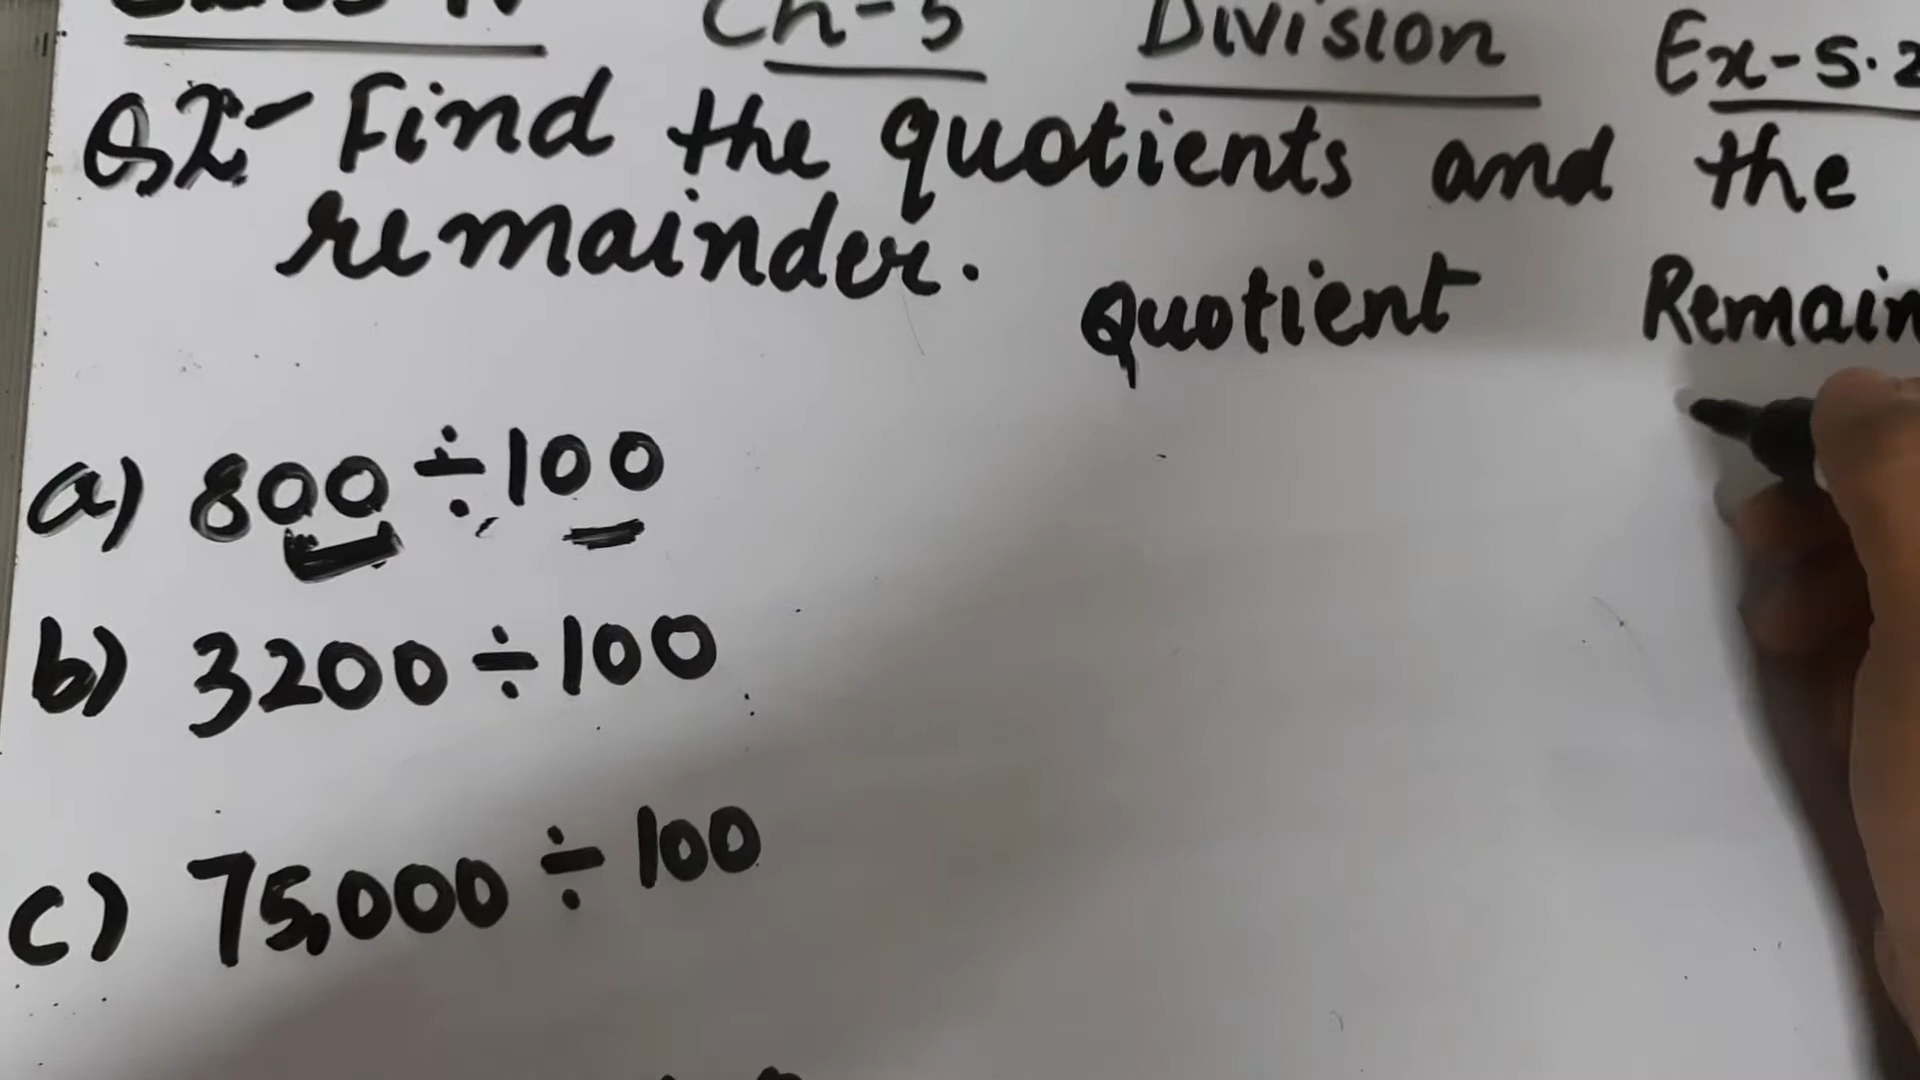 Ch-5 Division Ex-5.2
Q2- Find the quotients and the
remainder.
Quotient Remain
a) 800 ÷ 100
b) 3200 ÷ 100
c) 75,000 ÷ 100